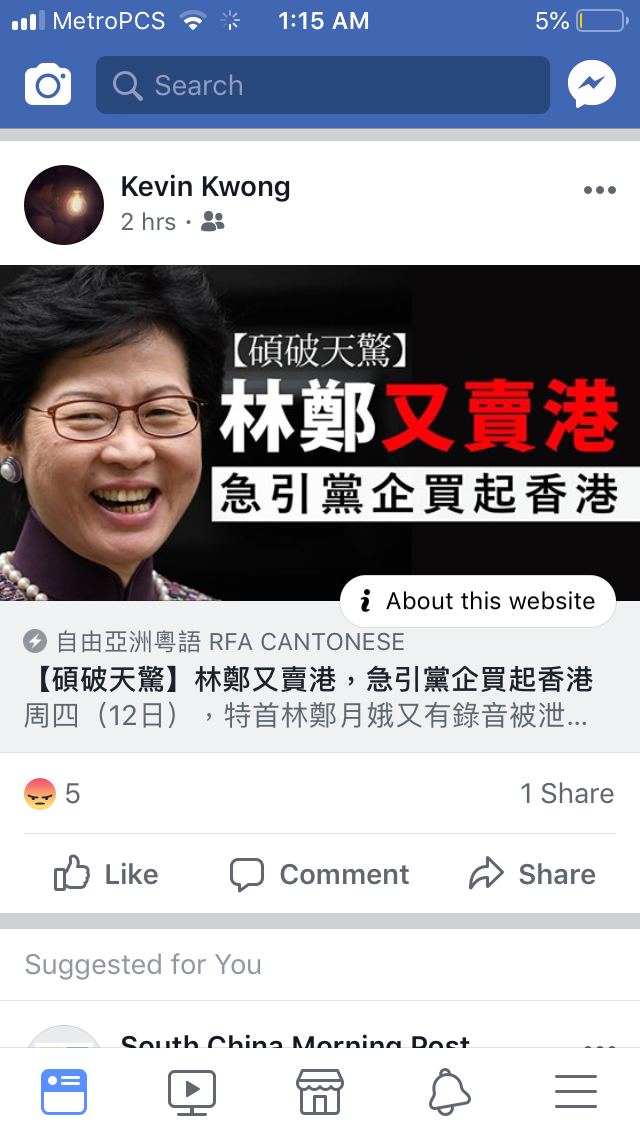 MetroPCS 1:15 AM 5%
Search
Kevin Kwong
2 hrs ·
【碩破天驚】
林鄭又賣港
急引黨企買起香港
About this website
自由亞洲粵語 RFA CANTONESE
【碩破天驚】林鄭又賣港，急引黨企買起香港
周四（12日），特首林鄭月娥又有錄音被泄...
5 1 Share
Like Comment Share
Suggested for You
South China Morning Post